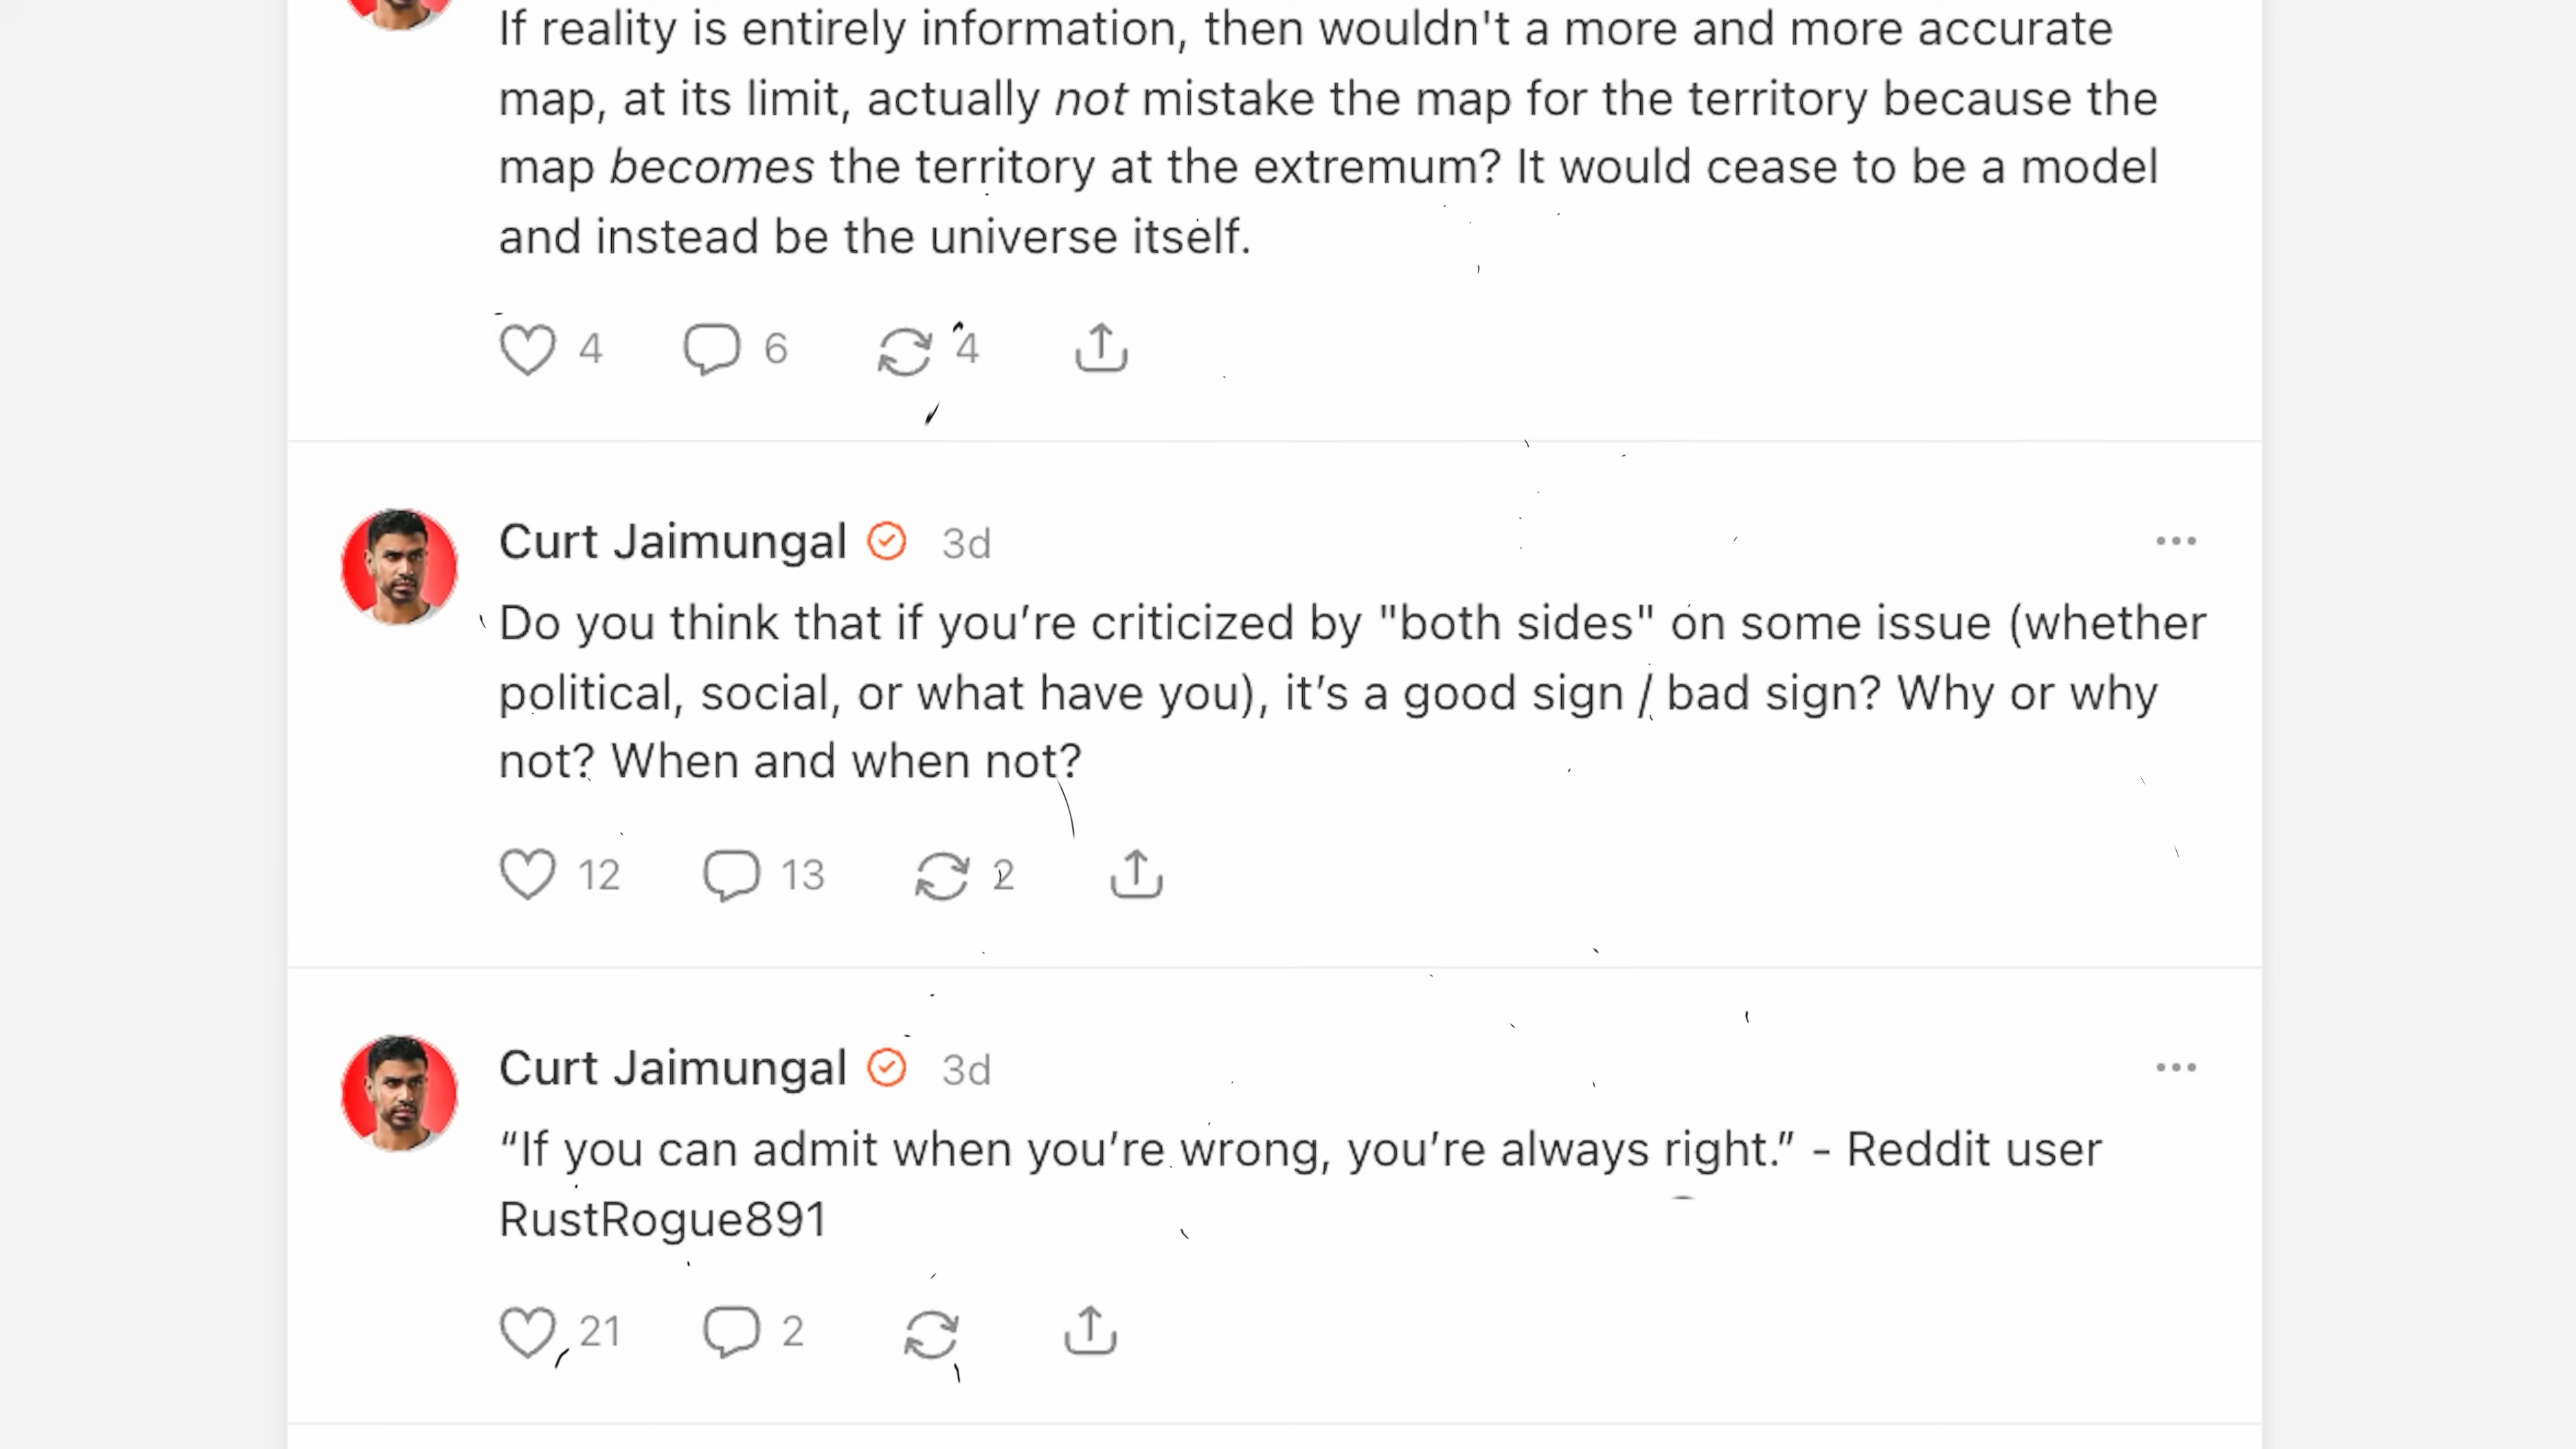 If reality is entirely information, then wouldn't a more and more accurate
map, at its limit, actually not mistake the map for the territory because the
map becomes the territory at the extremum? It would cease to be a model
and instead be the universe itself.
4 6 4
Curt Jaimungal 3d
Do you think that if you’re criticized by "both sides" on some issue (whether
political, social, or what have you), it’s a good sign / bad sign? Why or why
not? When and when not?
12 13 2
Curt Jaimungal 3d
“If you can admit when you’re wrong, you’re always right.” - Reddit user
RustRogue891
21 2